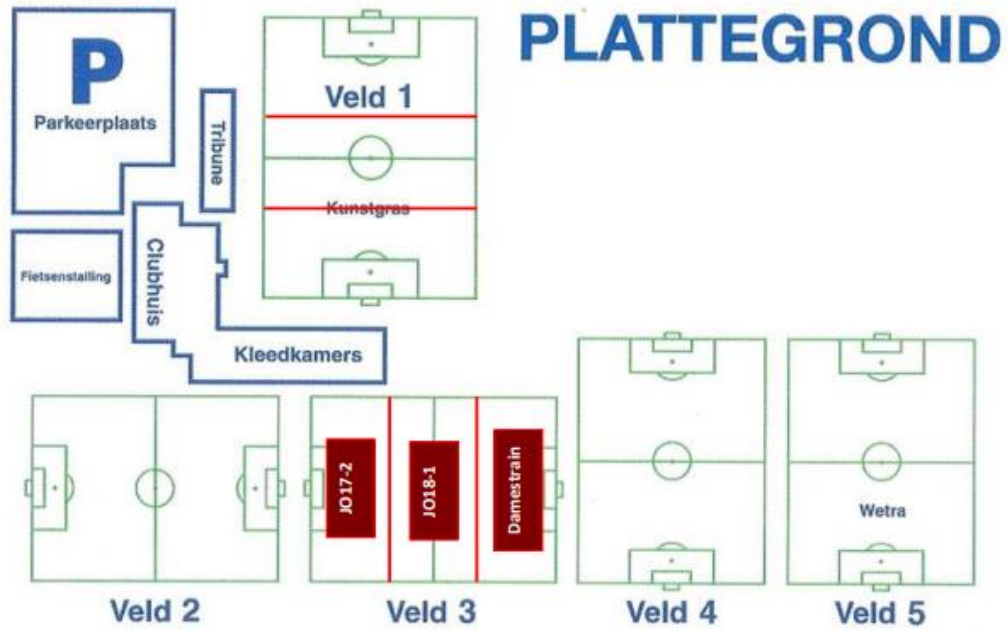 PLATTEGROND
P
Parkeerplaats
Tribune
Veld 1
Kunstgras
Fietsenstalling
Clubhuis
Kleedkamers
JO17-2
JO18-1
Damestrain
Wetra
Veld 2
Veld 3
Veld 4
Veld 5